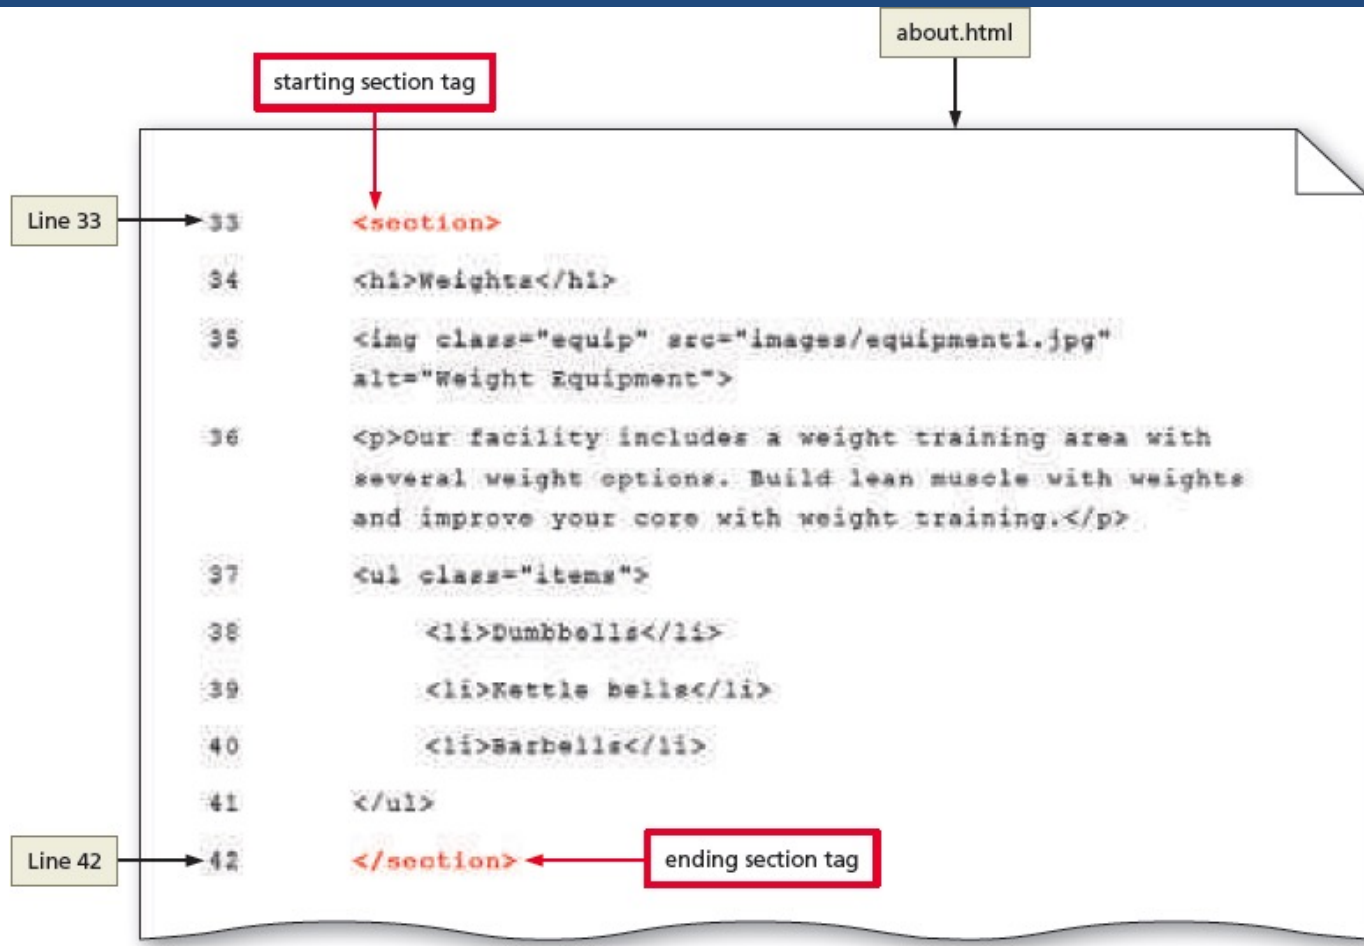 about.html
starting section tag
Line 33
33 <section>
34 <h1>Weights</h1>
35 <img class="equip" src="images/equipment1.jpg"
alt="Weight Equipment">
36 <p>Our facility includes a weight training area with
several weight options. Build lean muscle with weights
and improve your core with weight training.</p>
37 <ul class="items">
38 <li>Dumbbells</li>
39 <li>Kettle bells</li>
40 <li>Barbells</li>
41 </ul>
Line 42
42 </section>
ending section tag